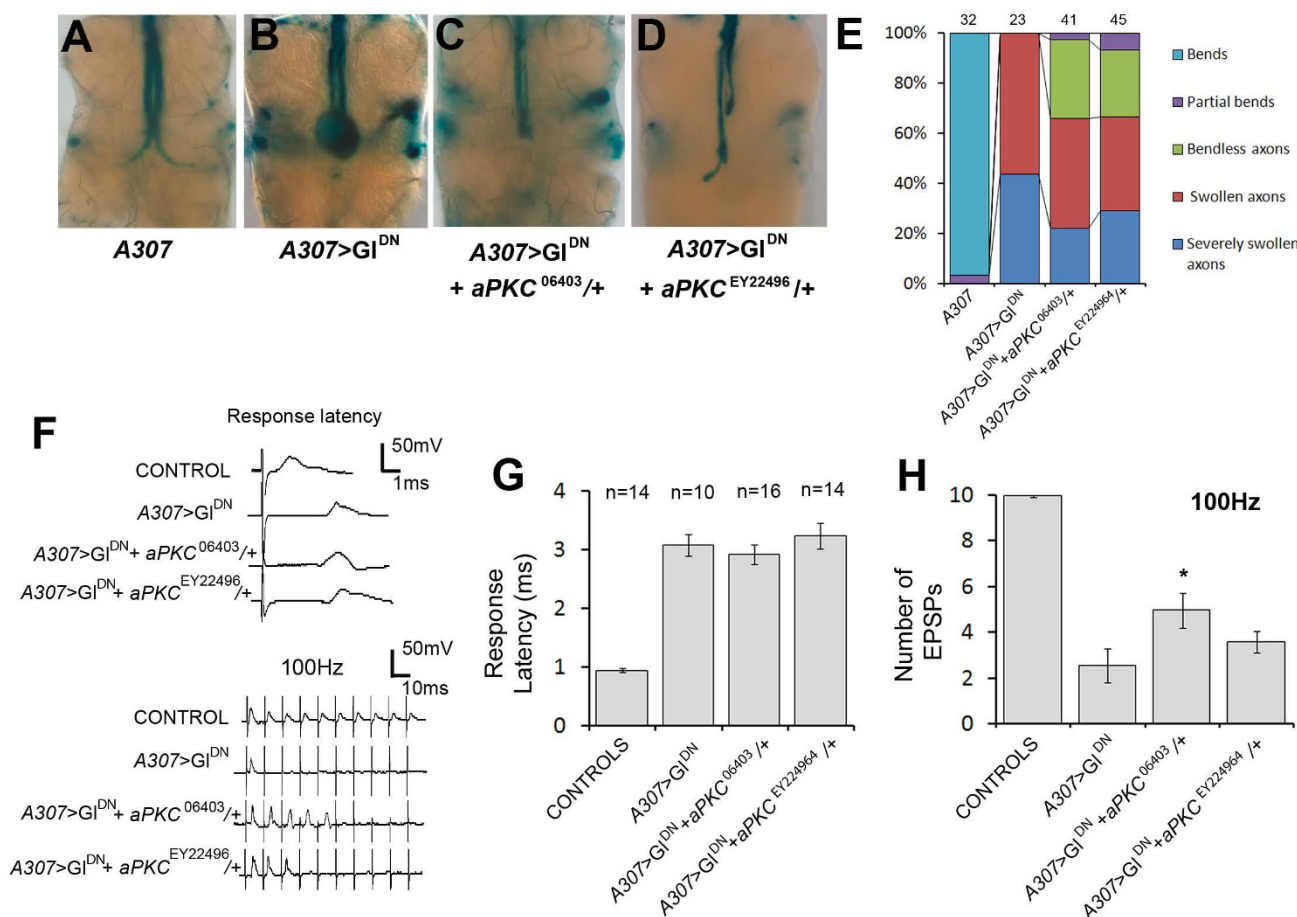 A
B
C
D
A307
A307>Gl^DN
A307>Gl^DN
+ aPKC^06403/+
A307>Gl^DN
+ aPKC^EY22496/+
E
32 23 41 45
100%
80%
60%
40%
20%
0%
A307
A307>Gl^DN
A307>Gl^DN+aPKC^06403/+
A307>Gl^DN+aPKC^EY224964/+
Bends
Partial bends
Bendless axons
Swollen axons
Severely swollen
axons
F
Response latency
50mV
1ms
CONTROL
A307>Gl^DN
A307>Gl^DN+ aPKC^06403/+
A307>Gl^DN+ aPKC^EY22496/+
100Hz
50mV
10ms
CONTROL
A307>Gl^DN
A307>Gl^DN+ aPKC^06403/+
A307>Gl^DN+ aPKC^EY22496/+
G
n=14 n=10 n=16 n=14
Response
Latency (ms)
4
3
2
1
0
CONTROLS
A307>Gl^DN
A307>Gl^DN+aPKC^06403/+
A307>Gl^DN+aPKC^EY224964/+
H
100Hz
Number of
EPSPs
10
8
6
4
2
0
*
CONTROLS
A307>Gl^DN
A307>Gl^DN+aPKC^06403/+
A307>Gl^DN+aPKC^EY224964/+